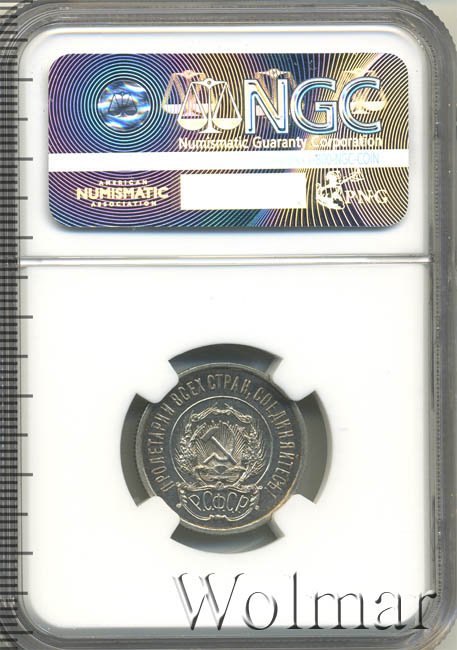 NGC
Numismatic Guaranty Corporation
800-NGC-COIN
AMERICAN
NUMISMATIC
ASSOCIATION
PNG
ПРОЛЕТАРИИ ВСЕХ СТРАН, СОЕДИНЯЙТЕСЬ!
Р.С.Ф.С.Р.
Wolmar